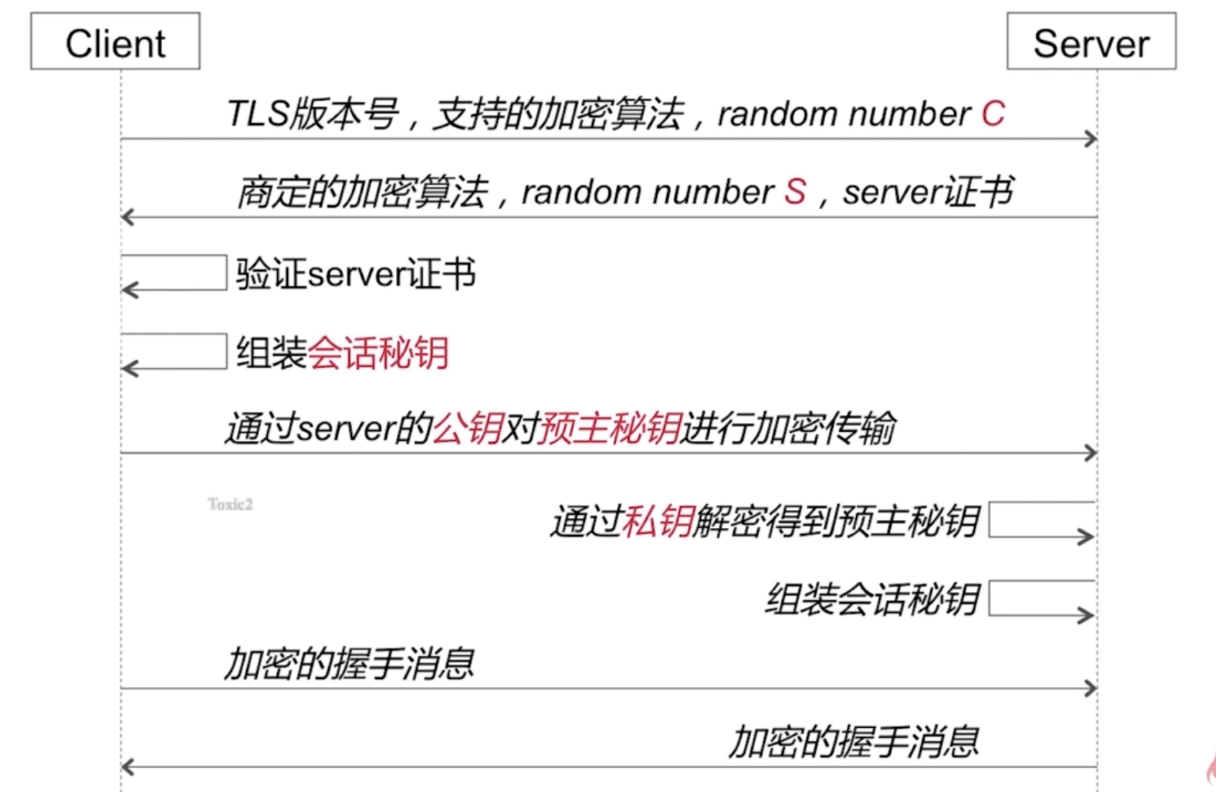 Client
Server
TLS版本号，支持的加密算法，random number C
商定的加密算法，random number S，server证书
验证server证书
组装会话秘钥
通过server的公钥对预主秘钥进行加密传输
Toxic2
通过私钥解密得到预主秘钥
组装会话秘钥
加密的握手消息
加密的握手消息